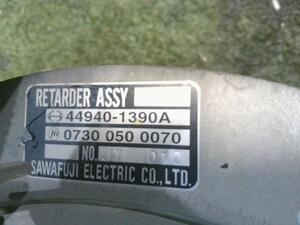 RETARDER ASSY
44940-1390A
0730 050 0070
NO.
SAWAFUJI ELECTRIC CO., LTD.